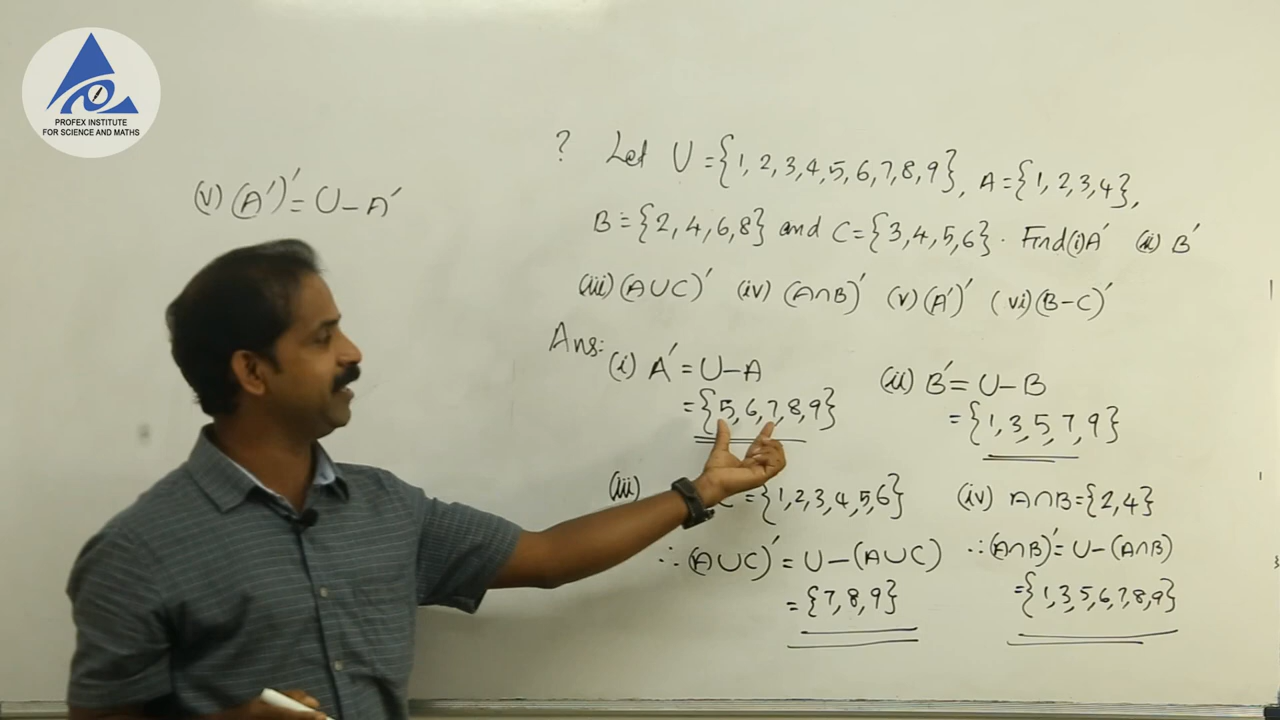 PROFEX INSTITUTE
FOR SCIENCE AND MATHS
(v) (A')' = U – A'
? Let U = {1, 2, 3, 4, 5, 6, 7, 8, 9}, A = {1, 2, 3, 4},
B = {2, 4, 6, 8} and C = {3, 4, 5, 6}. Find (i) A' (ii) B'
(iii) (A∪C)' (iv) (A∩B)' (v) (A')' (vi) (B–C)'
Ans:
(i) A' = U – A
= {5, 6, 7, 8, 9}
(ii) B' = U – B
= {1, 3, 5, 7, 9}
(iii) C = {1, 2, 3, 4, 5, 6}
∴ (A∪C)' = U – (A∪C)
= {7, 8, 9}
(iv) A∩B = {2, 4}
∴ (A∩B)' = U – (A∩B)
= {1, 3, 5, 6, 7, 8, 9}